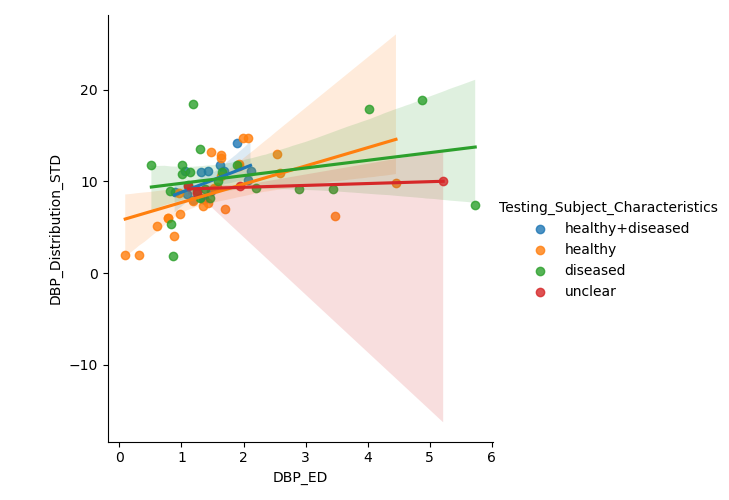 20
10
0
−10
DBP_Distribution_STD
0 1 2 3 4 5 6
DBP_ED
Testing_Subject_Characteristics
healthy+diseased
healthy
diseased
unclear